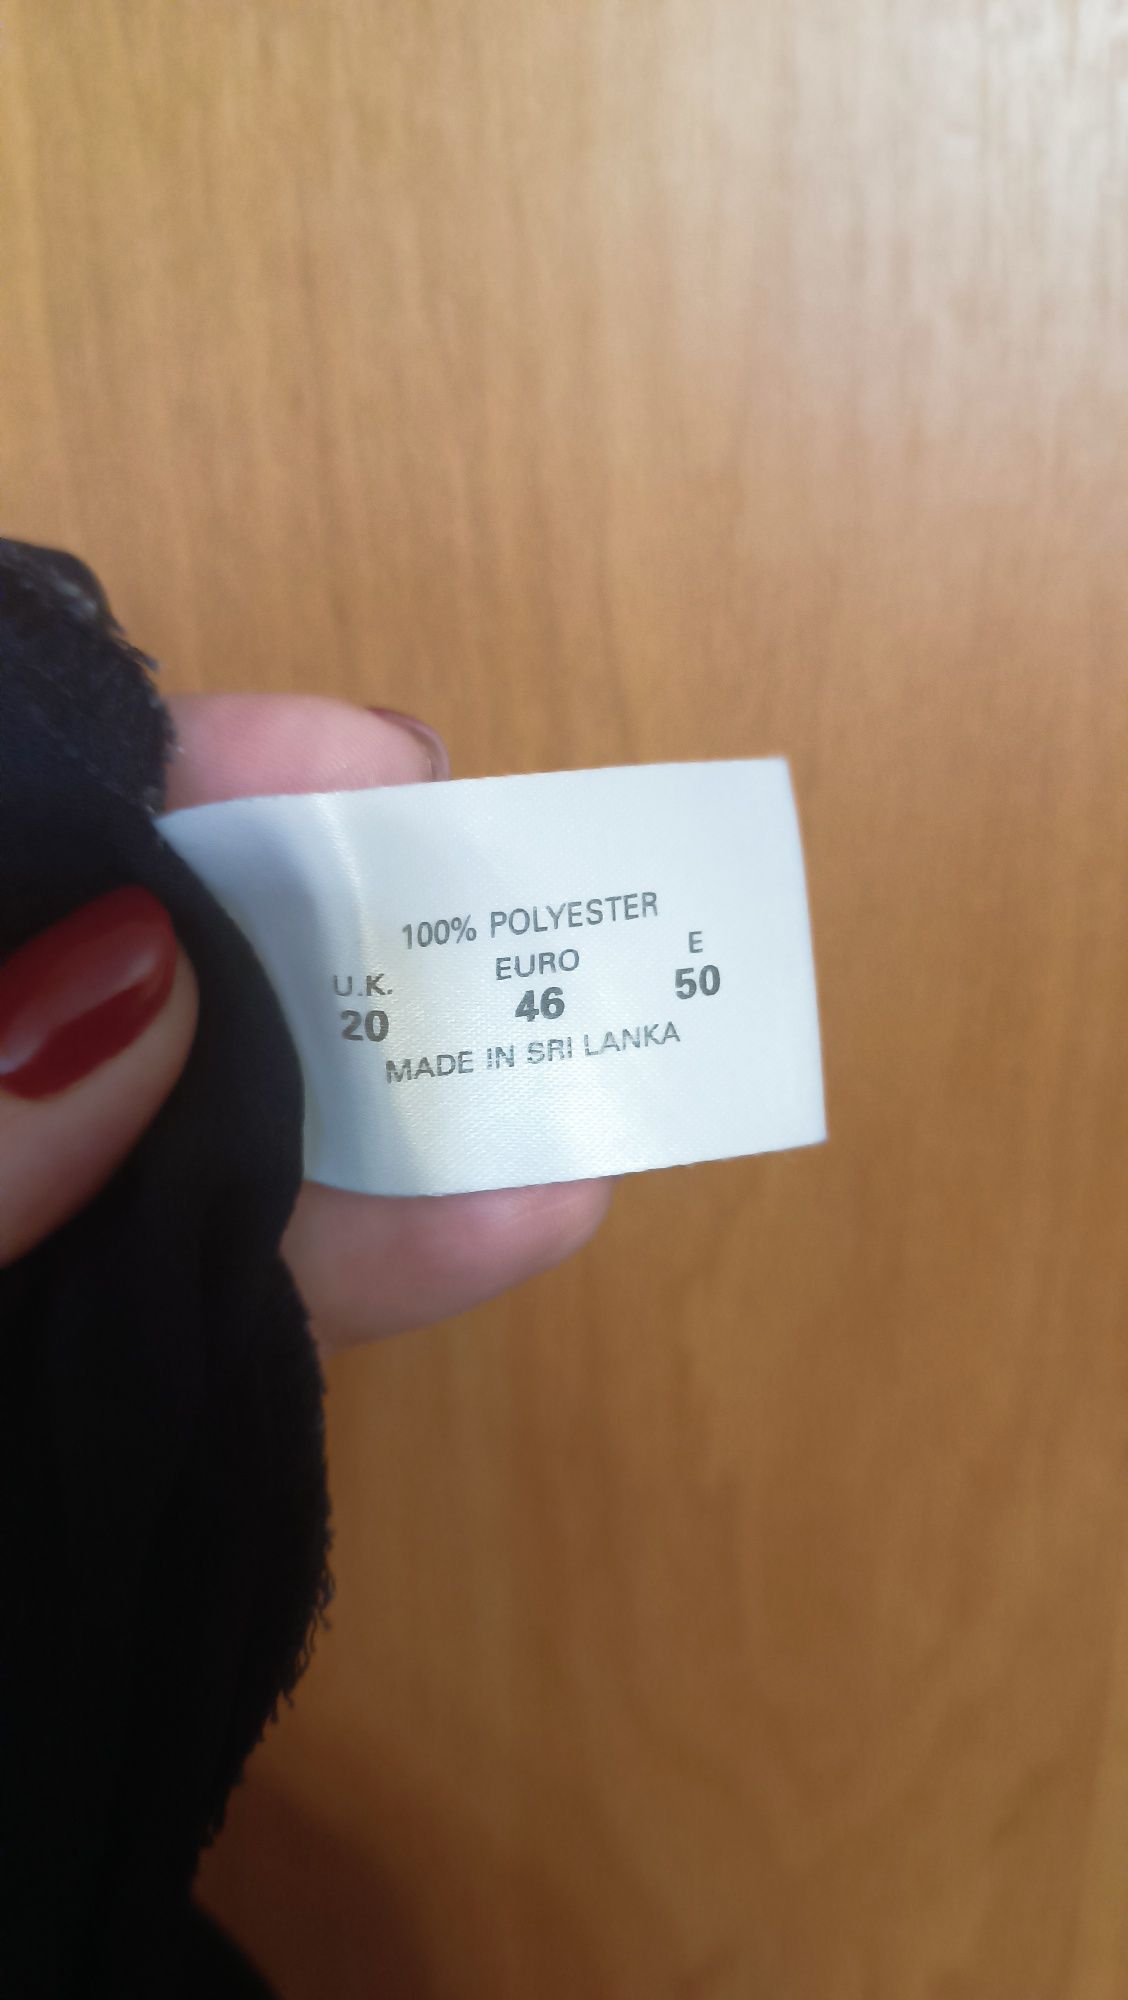 100% POLYESTER
U.K. EURO E
20 46 50
MADE IN SRI LANKA